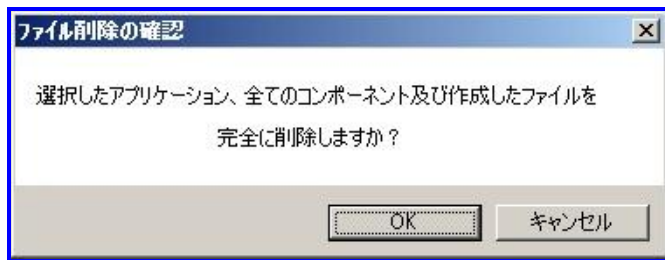 ファイル削除の確認
選択したアプリケーション、全てのコンポーネント及び作成したファイルを
完全に削除しますか？
OK
キャンセル